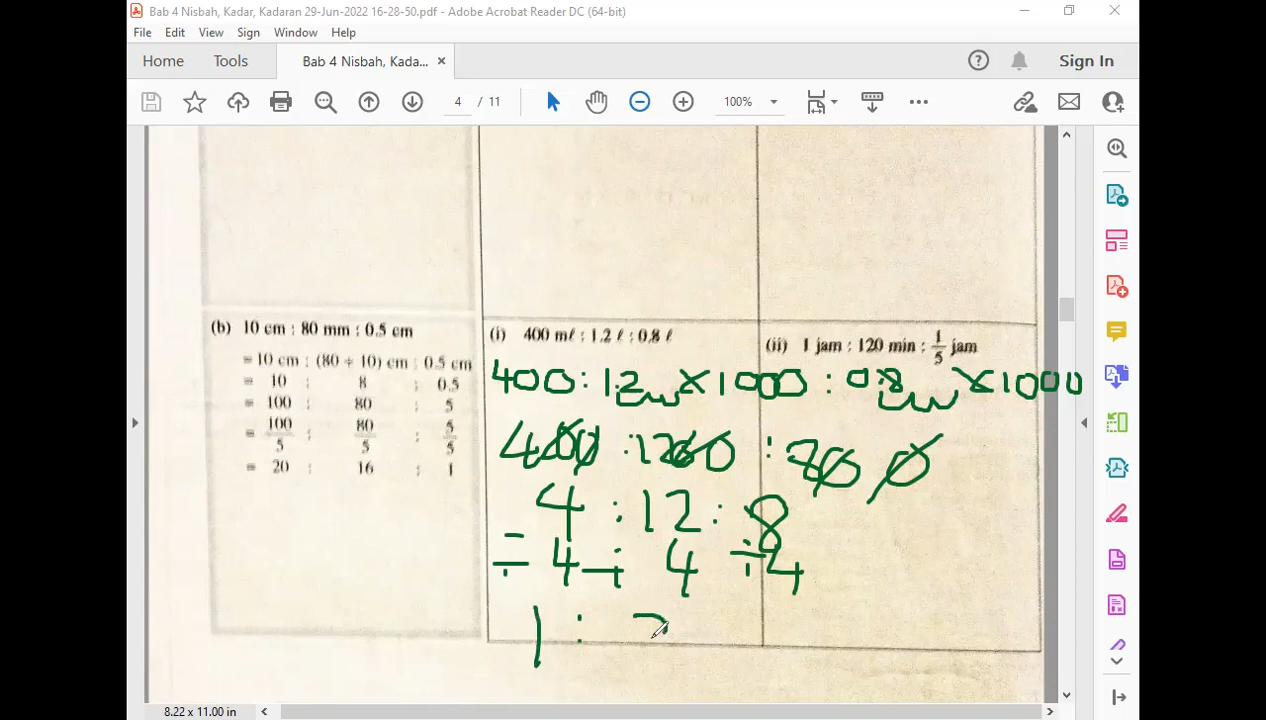 Bab 4 Nisbah, Kadar, Kadaran 29-Jun-2022 16-28-50.pdf - Adobe Acrobat Reader DC (64-bit)
File Edit View Sign Window Help
Home Tools Bab 4 Nisbah, Kada... × Sign In
4 / 11 100%
(b) 10 cm : 80 mm : 0.5 cm
= 10 cm : (80 ÷ 10) cm : 0.5 cm
= 10 : 8 : 0.5
= 100 : 80 : 5
= 100/5 : 80/5 : 5/5
= 20 : 16 : 1
(i) 400 mℓ : 1.2 ℓ : 0.8 ℓ
400 : 1.2 × 1000 : 0.8 × 1000
400 : 1200 : 800
4 : 12 : 8
÷ 4 ÷ 4 ÷ 4
1 :
(ii) 1 jam : 120 min : 1/5 jam
8.22 x 11.00 in